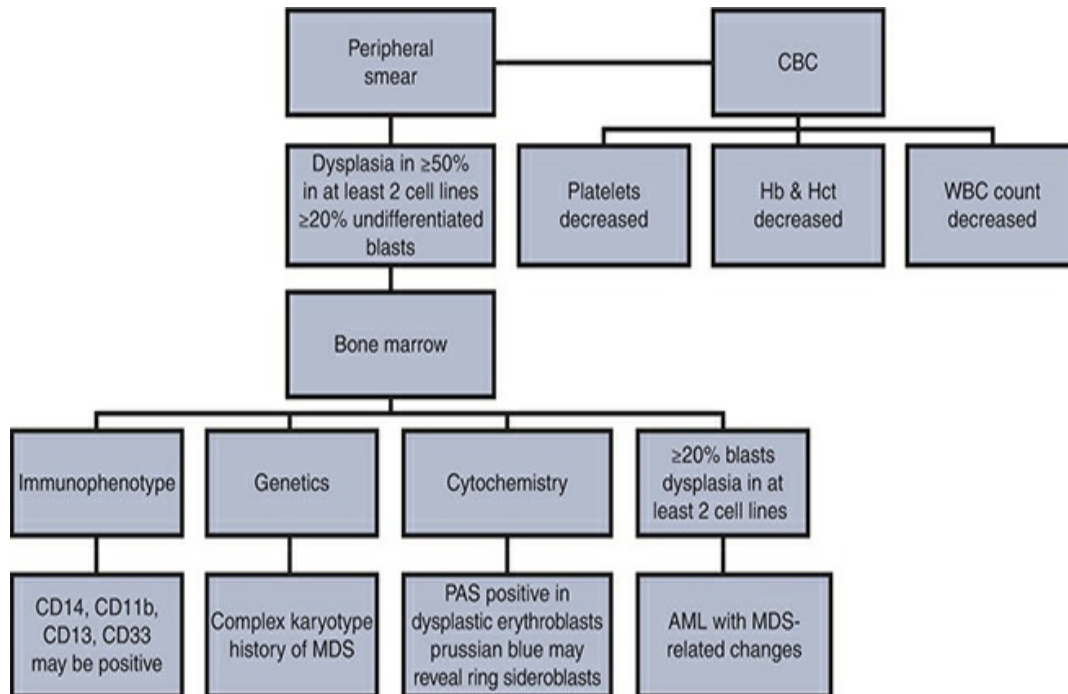 Peripheral
smear
CBC
Dysplasia in ≥50%
in at least 2 cell lines
≥20% undifferentiated
blasts
Platelets
decreased
Hb & Hct
decreased
WBC count
decreased
Bone marrow
Immunophenotype
Genetics
Cytochemistry
≥20% blasts
dysplasia in at
least 2 cell lines
CD14, CD11b,
CD13, CD33
may be positive
Complex karyotype
history of MDS
PAS positive in
dysplastic erythroblasts
prussian blue may
reveal ring sideroblasts
AML with MDS-
related changes